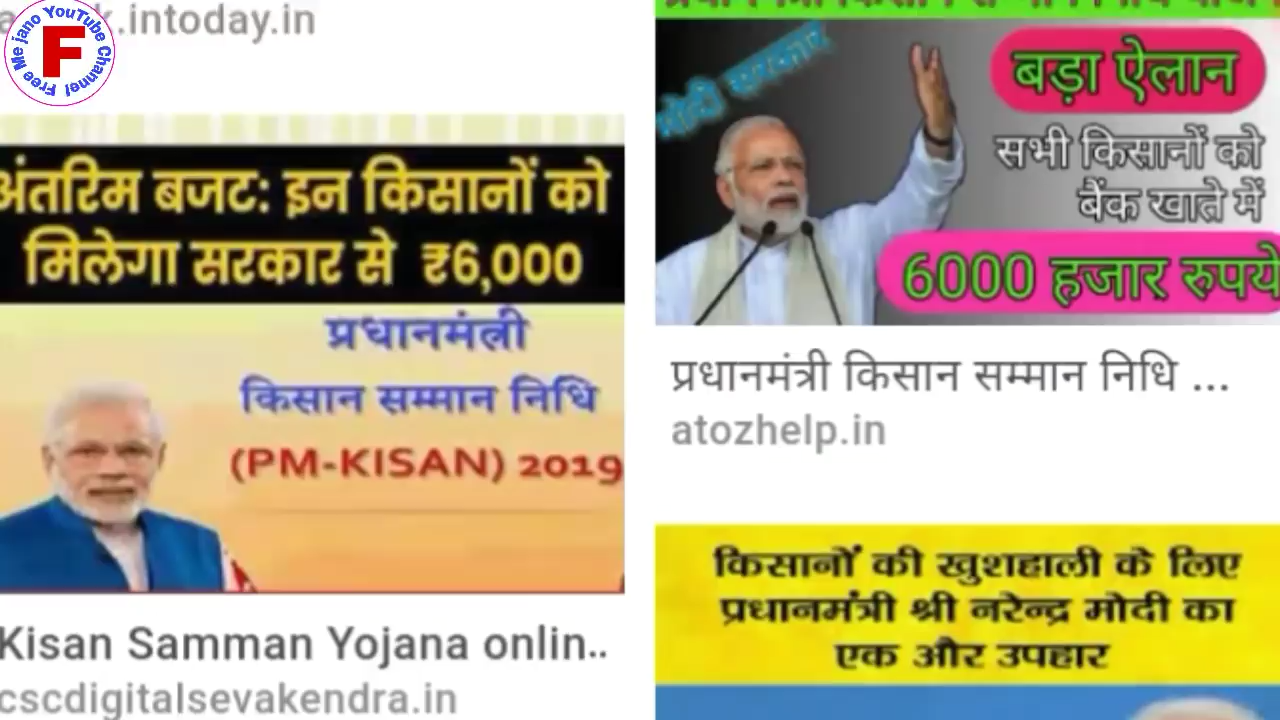 Free Me jano YouTube Channel
F
.intoday.in
अंतरिम बजट: इन किसानों को
मिलेगा सरकार से ₹6,000
प्रधानमंत्री
किसान सम्मान निधि
(PM-KISAN) 2019
Kisan Samman Yojana onlin..
cscdigitalsevakendra.in
मोदी सरकार
बड़ा ऐलान
सभी किसानों को
बैंक खाते में
6000 हजार रुपये
प्रधानमंत्री किसान सम्मान निधि ...
atozhelp.in
किसानों की खुशहाली के लिए
प्रधानमंत्री श्री नरेन्द्र मोदी का
एक और उपहार